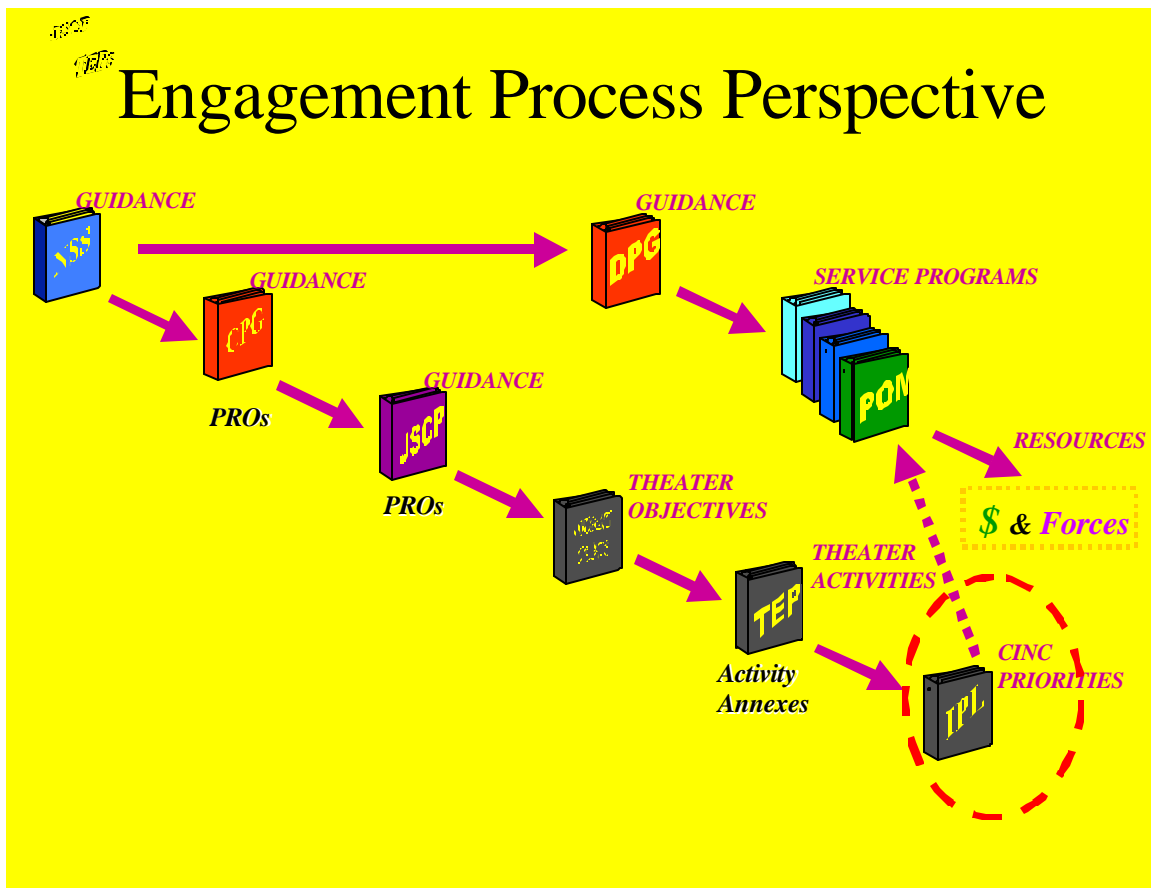 TEPs
Engagement Process Perspective
GUIDANCE
NSS
GUIDANCE
DPG
GUIDANCE
CPG
SERVICE PROGRAMS
POM
PROs
GUIDANCE
JSCP
PROs
RESOURCES
$ & Forces
THEATER
OBJECTIVES
THEATER
ACTIVITIES
TEP
Activity
Annexes
CINC
PRIORITIES
IPL